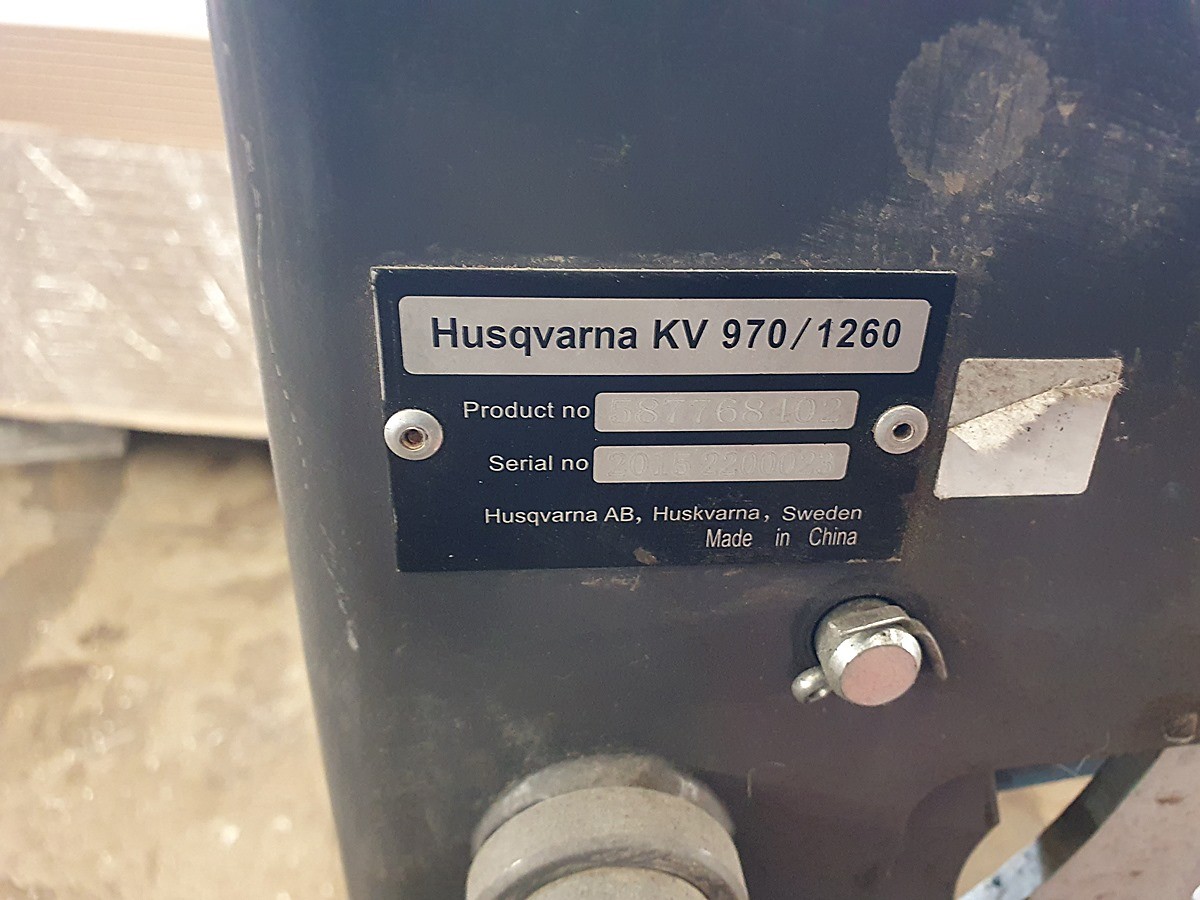 Husqvarna KV 970/1260
Product no 587768402
Serial no 2015 2200023
Husqvarna AB, Huskvarna, Sweden
Made in China